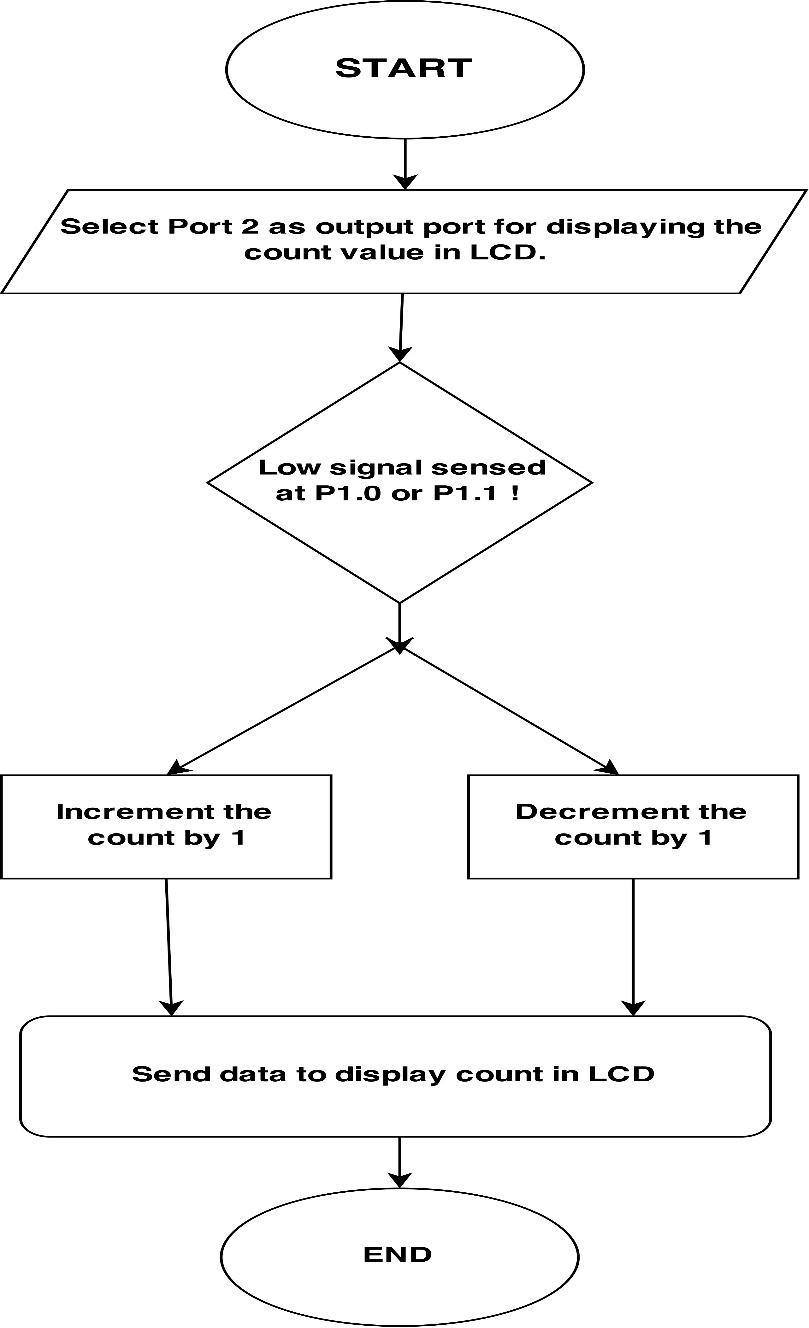 START
Select Port 2 as output port for displaying the
count value in LCD.
Low signal sensed
at P1.0 or P1.1 !
Increment the
count by 1
Decrement the
count by 1
Send data to display count in LCD
END